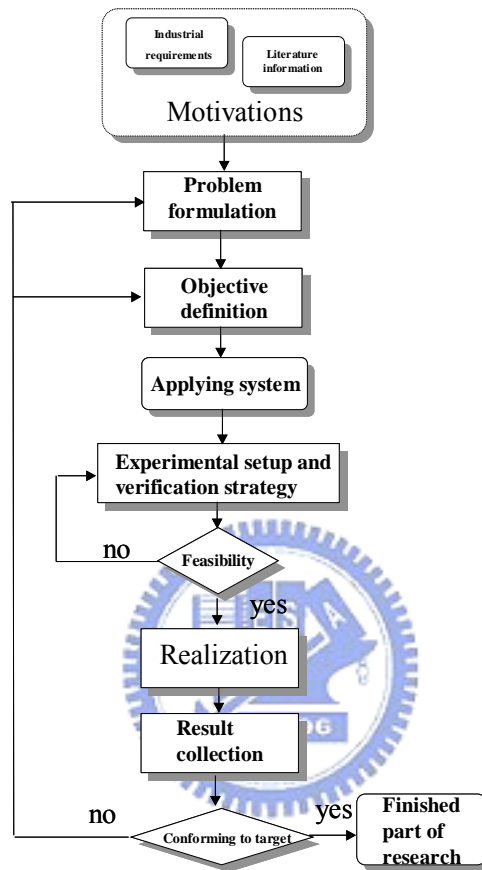 Industrial
requirements
Literature
information
Motivations
Problem
formulation
Objective
definition
Applying system
Experimental setup and
verification strategy
no
Feasibility
yes
Realization
Result
collection
no
Conforming to target
yes
Finished
part of
research